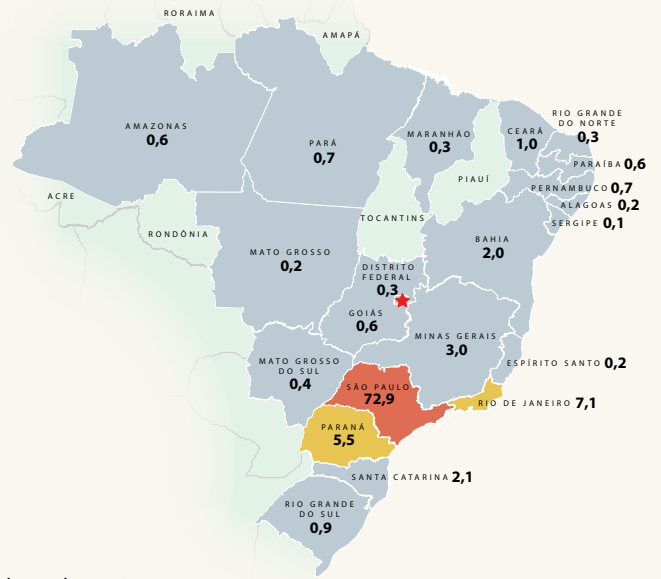 RORAIMA
AMAPÁ
AMAZONAS
0,6
PARÁ
0,7
MARANHÃO
0,3
CEARÁ
1,0
RIO GRANDE
DO NORTE
0,3
PARAÍBA 0,6
PIAUÍ
PERNAMBUCO 0,7
ALAGOAS 0,2
SERGIPE 0,1
ACRE
RONDÔNIA
TOCANTINS
MATO GROSSO
0,2
BAHIA
2,0
DISTRITO
FEDERAL
0,3
GOIÁS
0,6
MINAS GERAIS
3,0
ESPÍRITO SANTO 0,2
MATO GROSSO
DO SUL
0,4
SÃO PAULO
72,9
RIO DE JANEIRO 7,1
PARANÁ
5,5
SANTA CATARINA 2,1
RIO GRANDE
DO SUL
0,9